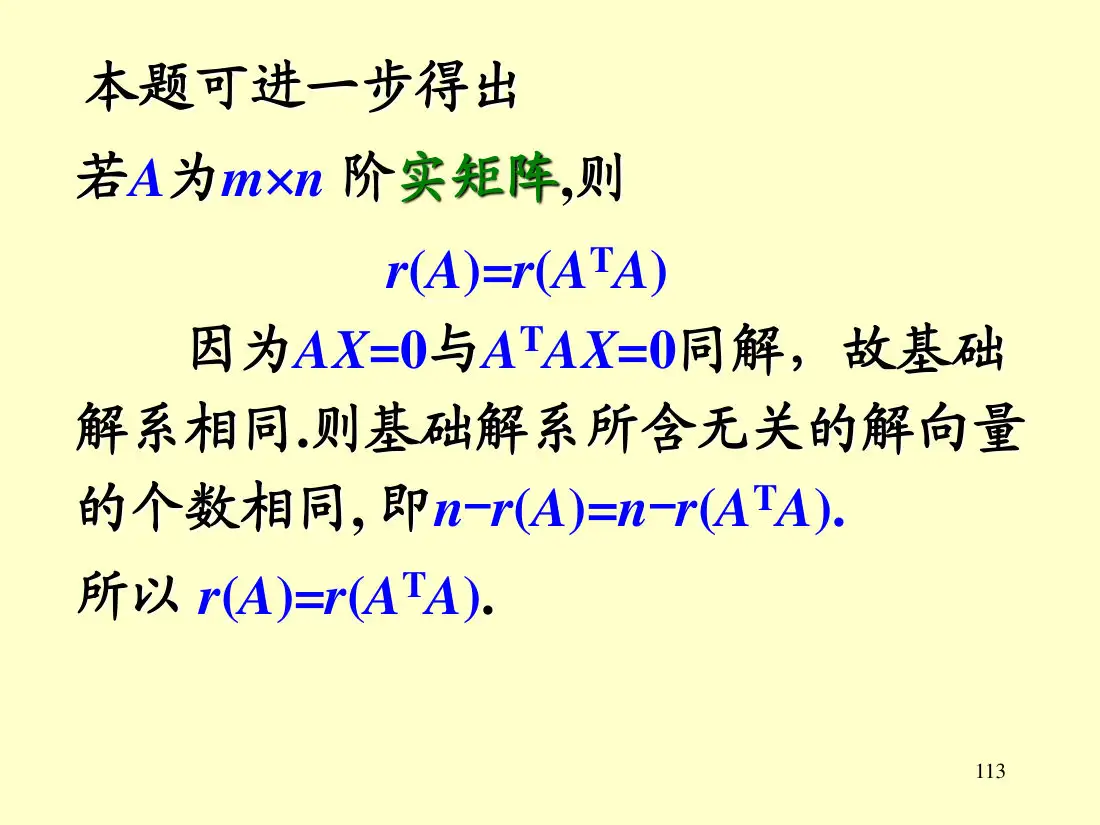 本题可进一步得出
若A为m×n 阶实矩阵,则
r(A)=r(AᵀA)
因为AX=0与AᵀAX=0同解，故基础
解系相同.则基础解系所含无关的解向量
的个数相同, 即n−r(A)=n−r(AᵀA).
所以 r(A)=r(AᵀA).
113